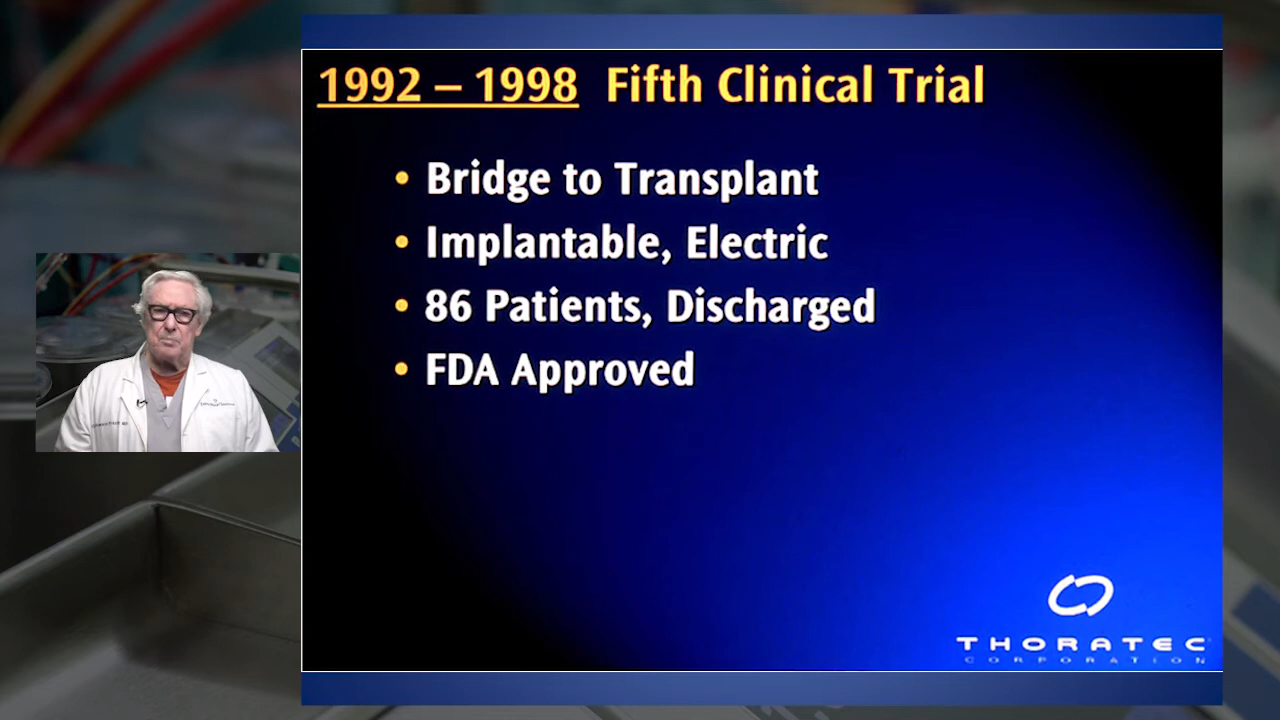 1992 – 1998 Fifth Clinical Trial
• Bridge to Transplant
• Implantable, Electric
• 86 Patients, Discharged
• FDA Approved
THORATEC
CORPORATION